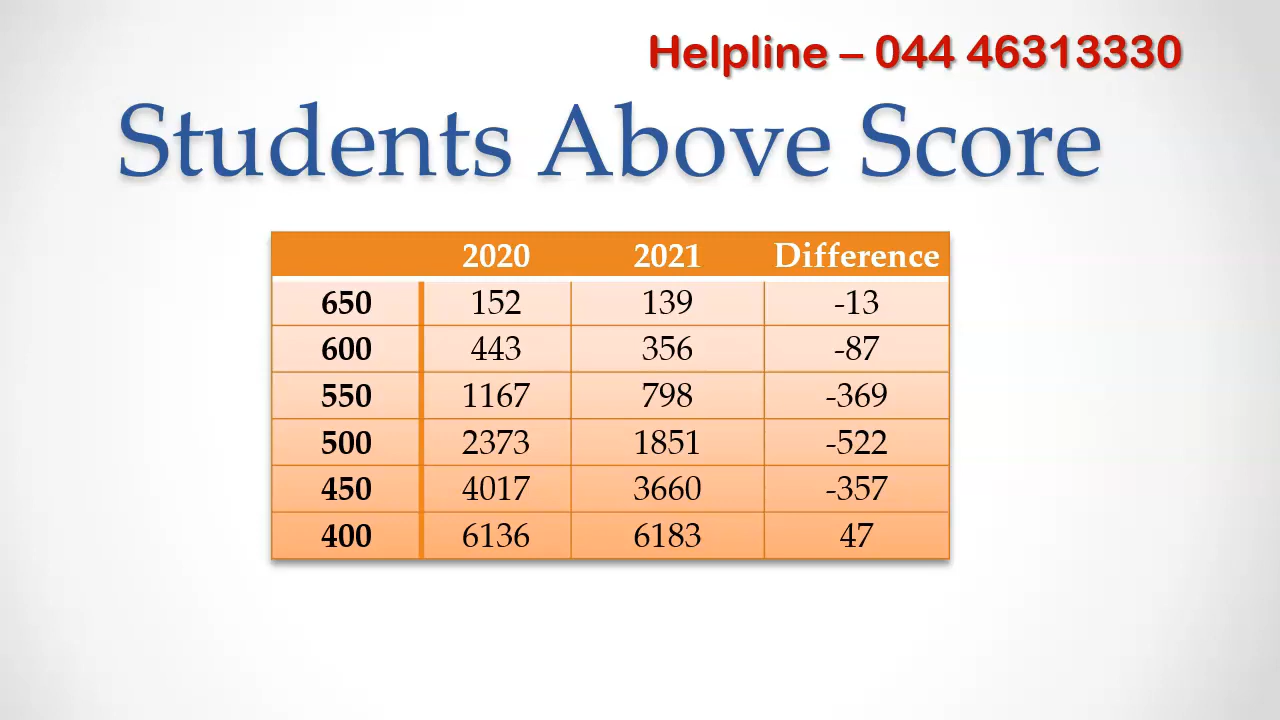 Helpline – 044 46313330
Students Above Score
2020 2021 Difference
650 152 139 -13
600 443 356 -87
550 1167 798 -369
500 2373 1851 -522
450 4017 3660 -357
400 6136 6183 47